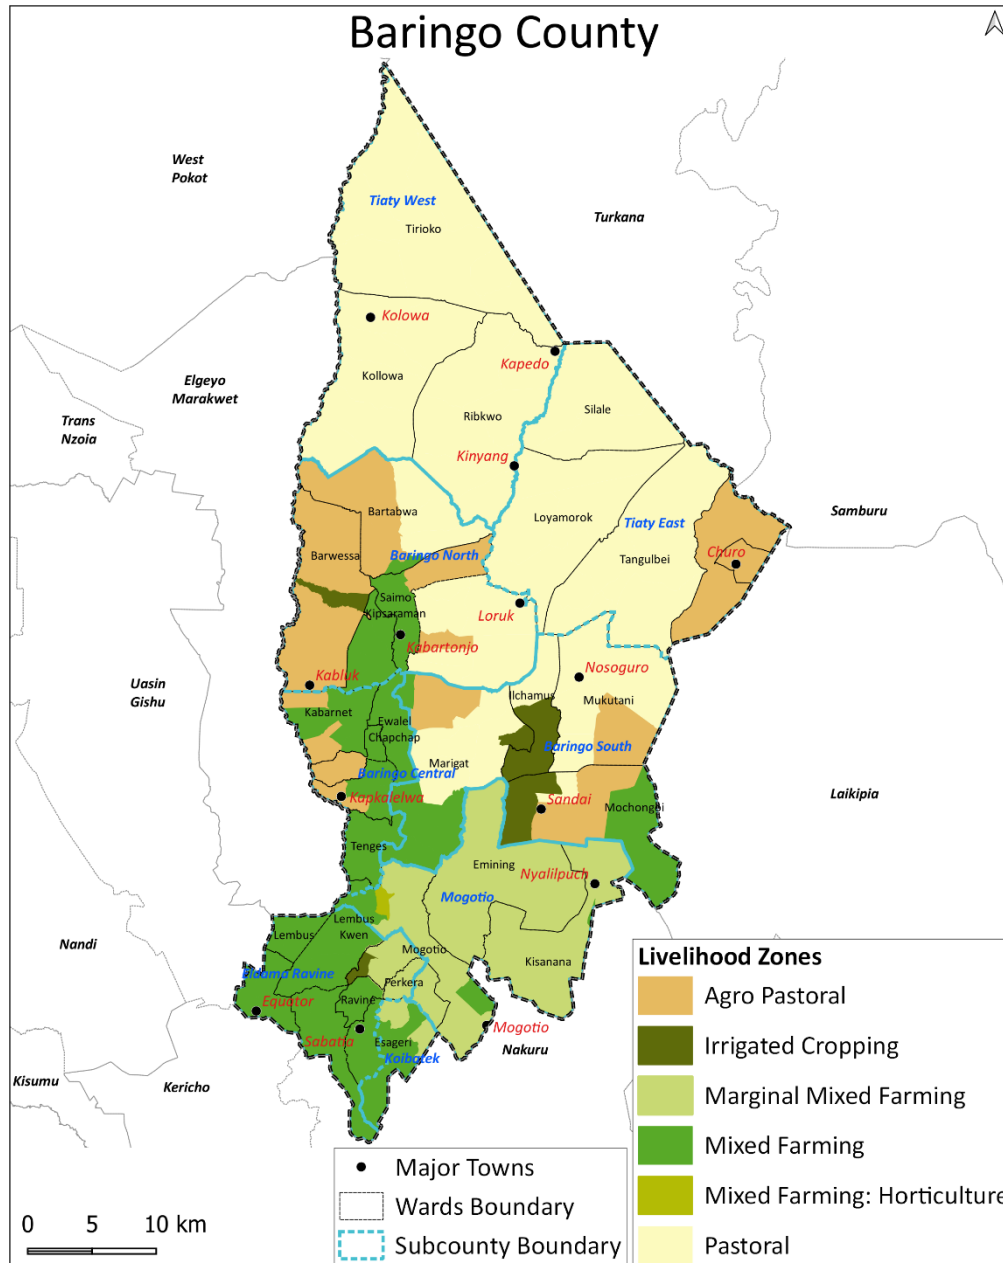 Baringo County
West
Pokot
Tiaty West
Turkana
Tirioko
Kolowa
Kapedo
Kollowa
Elgeyo
Marakwet
Silale
Ribkwo
Trans
Nzoia
Kinyang
Bartabwa
Loyamorok
Tiaty East
Samburu
Barwessa
Baringo North
Tangulbei
Churo
Saimo
Kipsaraman
Loruk
Kabartonjo
Kabluk
Nosoguro
Uasin
Gishu
Ilchamus
Mukutani
Kabarnet
Ewalel
Chapchap
Baringo South
Marigat
Baringo Central
Kapkalelwa
Sandai
Mochongoi
Laikipia
Tenges
Emining
Nyalilpuch
Mogotio
Lembus
Kwen
Lembus
Nandi
Mogotio
Kisanana
Eldama Ravine
Perkera
Equator
Ravine
Sabatia
Mogotio
Esageri
Koibatek
Nakuru
Kisumu
Kericho
Livelihood Zones
Agro Pastoral
Irrigated Cropping
Marginal Mixed Farming
Mixed Farming
Mixed Farming: Horticulture
Pastoral
Major Towns
Wards Boundary
Subcounty Boundary
0 5 10 km